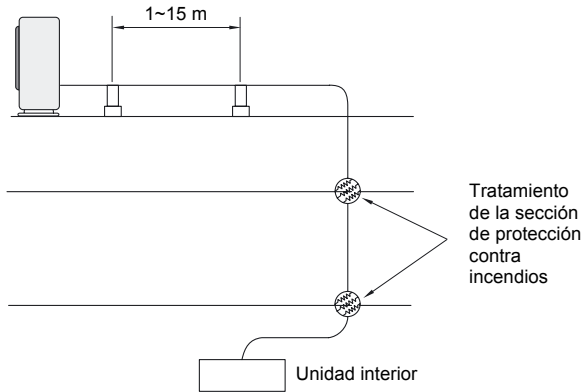 1~15 m
Tratamiento
de la sección
de protección
contra
incendios
Unidad interior